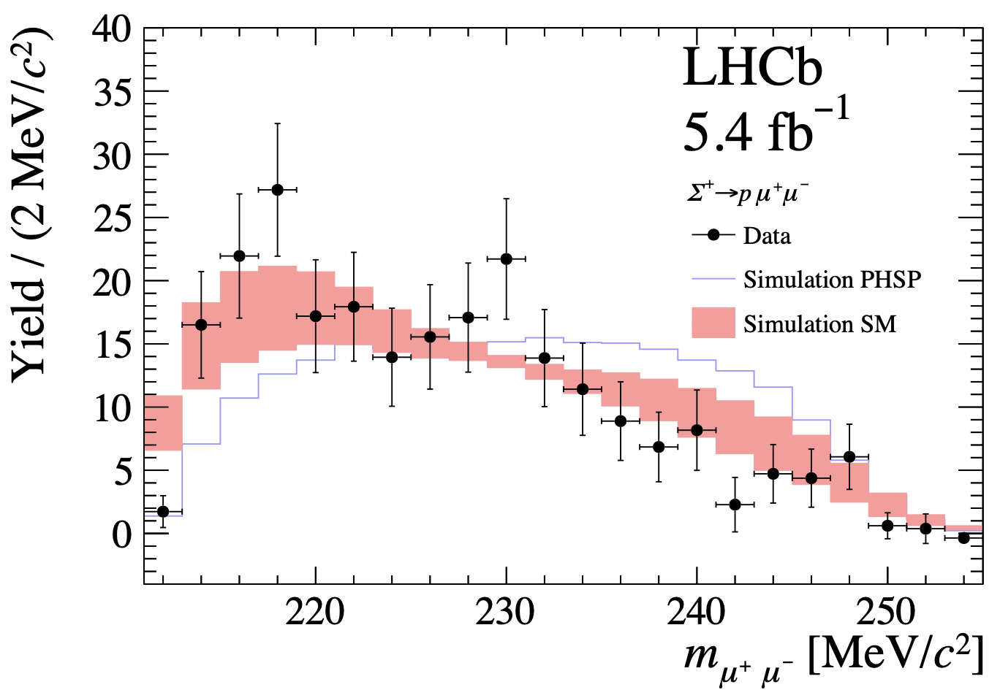 Yield / (2 MeV/c²)
40
35
30
25
20
15
10
5
0
LHCb
5.4 fb⁻¹
Σ⁺→p μ⁺μ⁻
Data
Simulation PHSP
Simulation SM
220 230 240 250
m_{μ⁺ μ⁻} [MeV/c²]